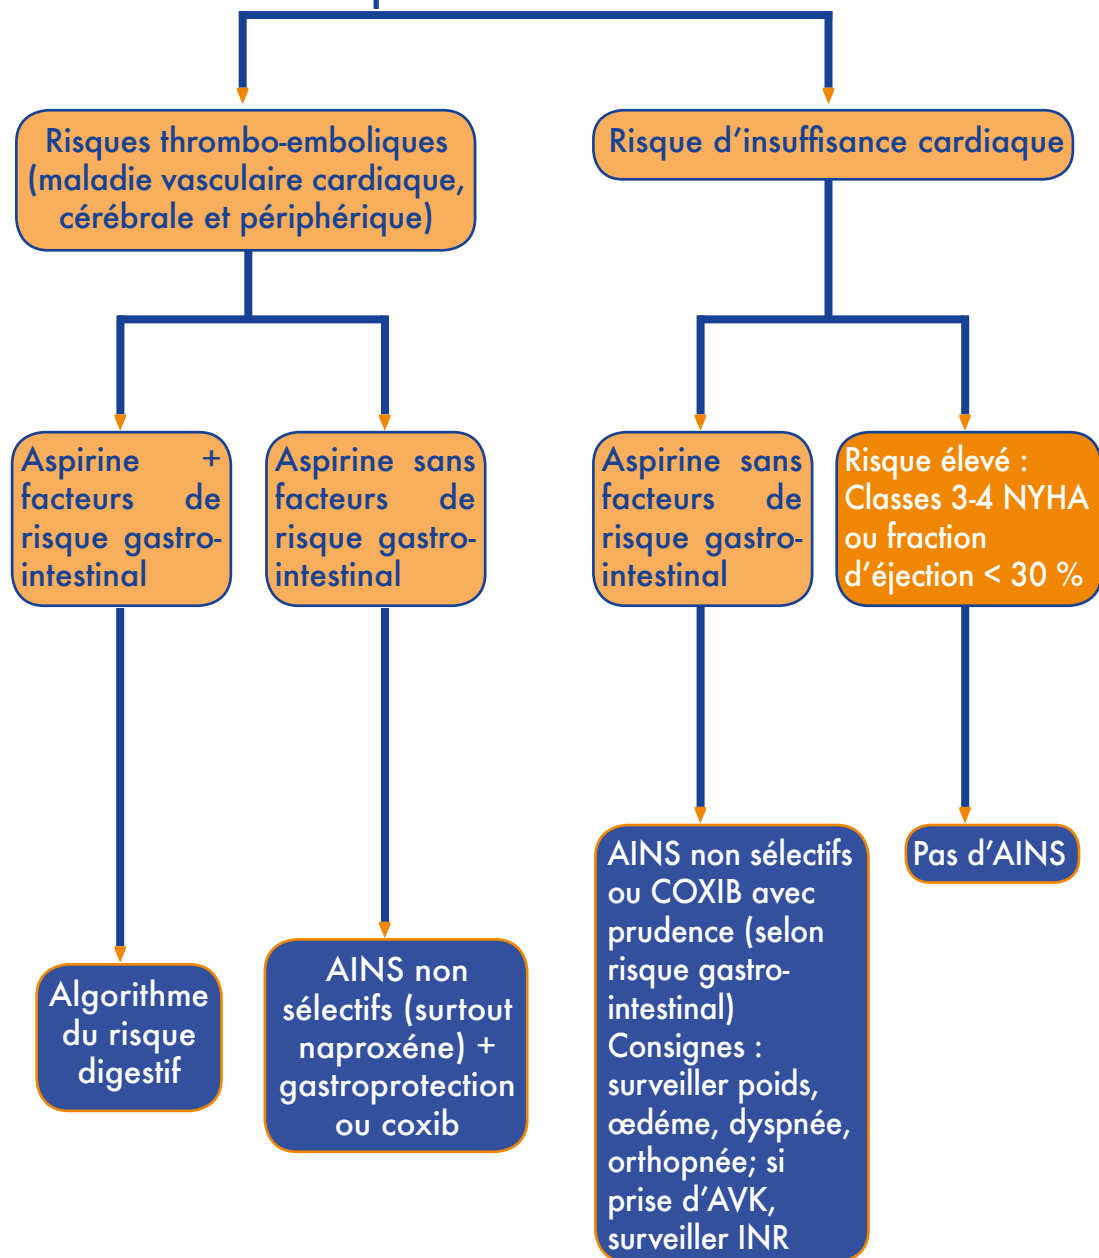 Risques thrombo-emboliques
(maladie vasculaire cardiaque,
cérébrale et périphérique)
Risque d'insuffisance cardiaque
Aspirine +
facteurs de
risque gastro-
intestinal
Aspirine sans
facteurs de
risque gastro-
intestinal
Aspirine sans
facteurs de
risque gastro-
intestinal
Risque élevé :
Classes 3-4 NYHA
ou fraction
d'éjection < 30 %
Algorithme
du risque
digestif
AINS non
sélectifs (surtout
naproxéne) +
gastroprotection
ou coxib
AINS non sélectifs
ou COXIB avec
prudence (selon
risque gastro-
intestinal)
Consignes :
surveiller poids,
œdéme, dyspnée,
orthopnée; si
prise d'AVK,
surveiller INR
Pas d'AINS